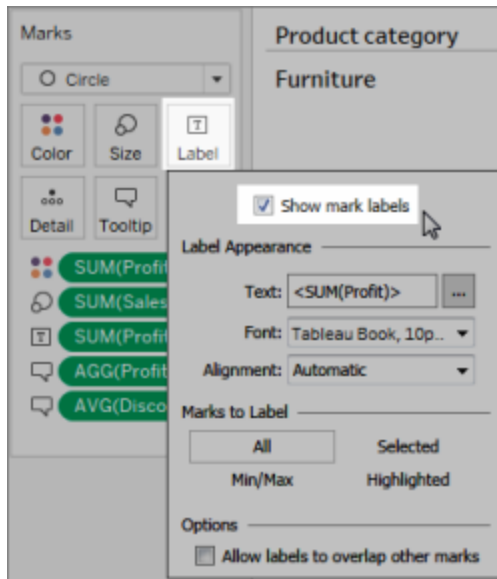 Marks
Product category
Circle
Furniture
Color Size Label
Show mark labels
Detail Tooltip
Label Appearance
SUM(Profi
Text: <SUM(Profit)> ...
SUM(Sales
Font: Tableau Book, 10p...
SUM(Profi
Alignment: Automatic
AGG(Profit
AVG(Disco
Marks to Label
All Selected
Min/Max Highlighted
Options
Allow labels to overlap other marks